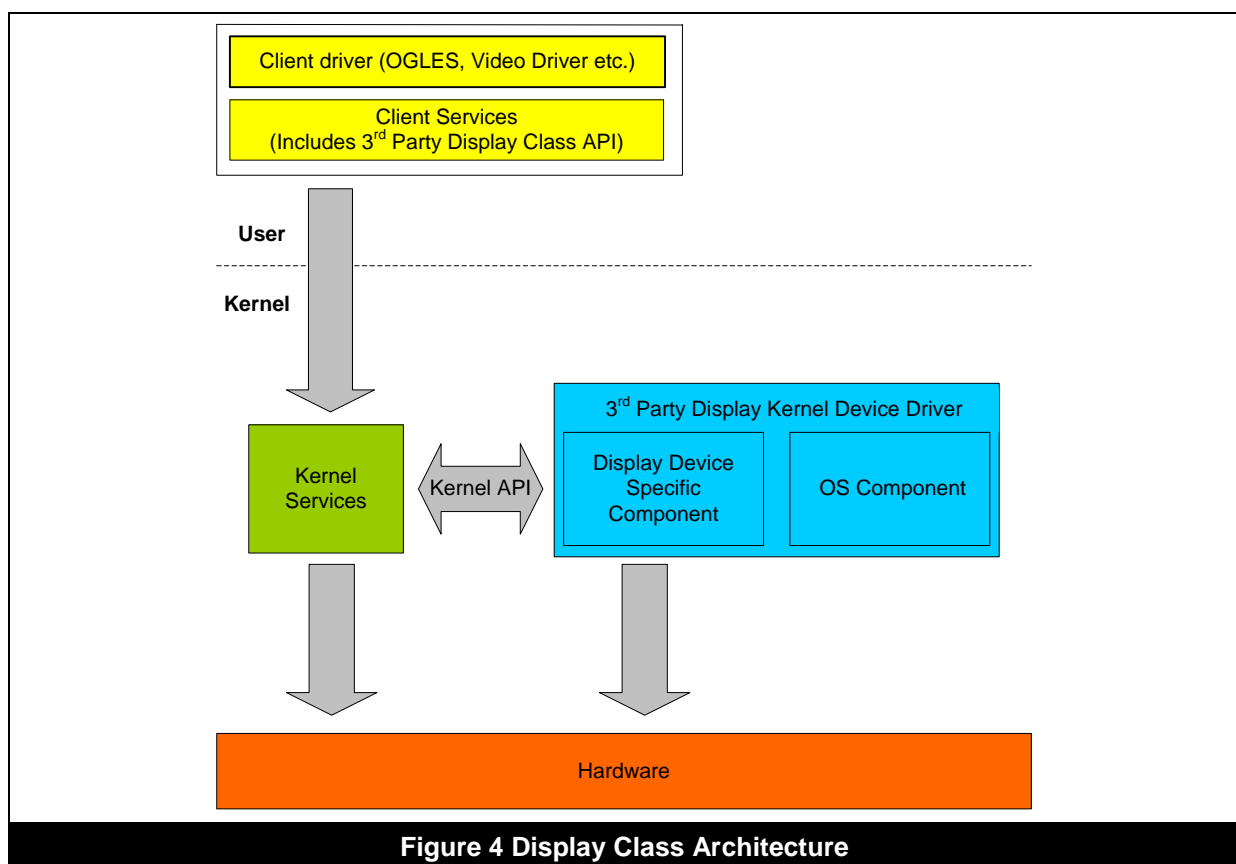 Client driver (OGLES, Video Driver etc.)
Client Services
(Includes 3rd Party Display Class API)
User
Kernel
3rd Party Display Kernel Device Driver
Kernel
Services
Kernel API
Display Device
Specific
Component
OS Component
Hardware
Figure 4 Display Class Architecture